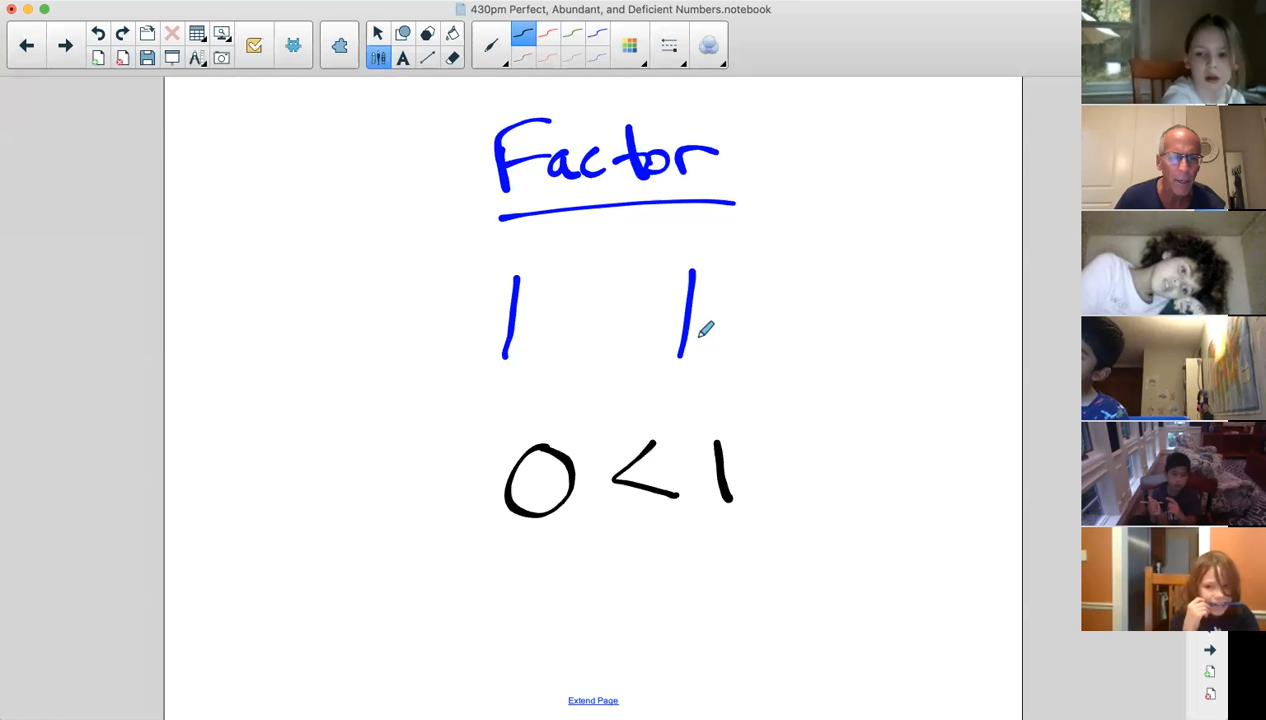 430pm Perfect, Abundant, and Deficient Numbers.notebook
Factor
1 1
0 < 1
Extend Page